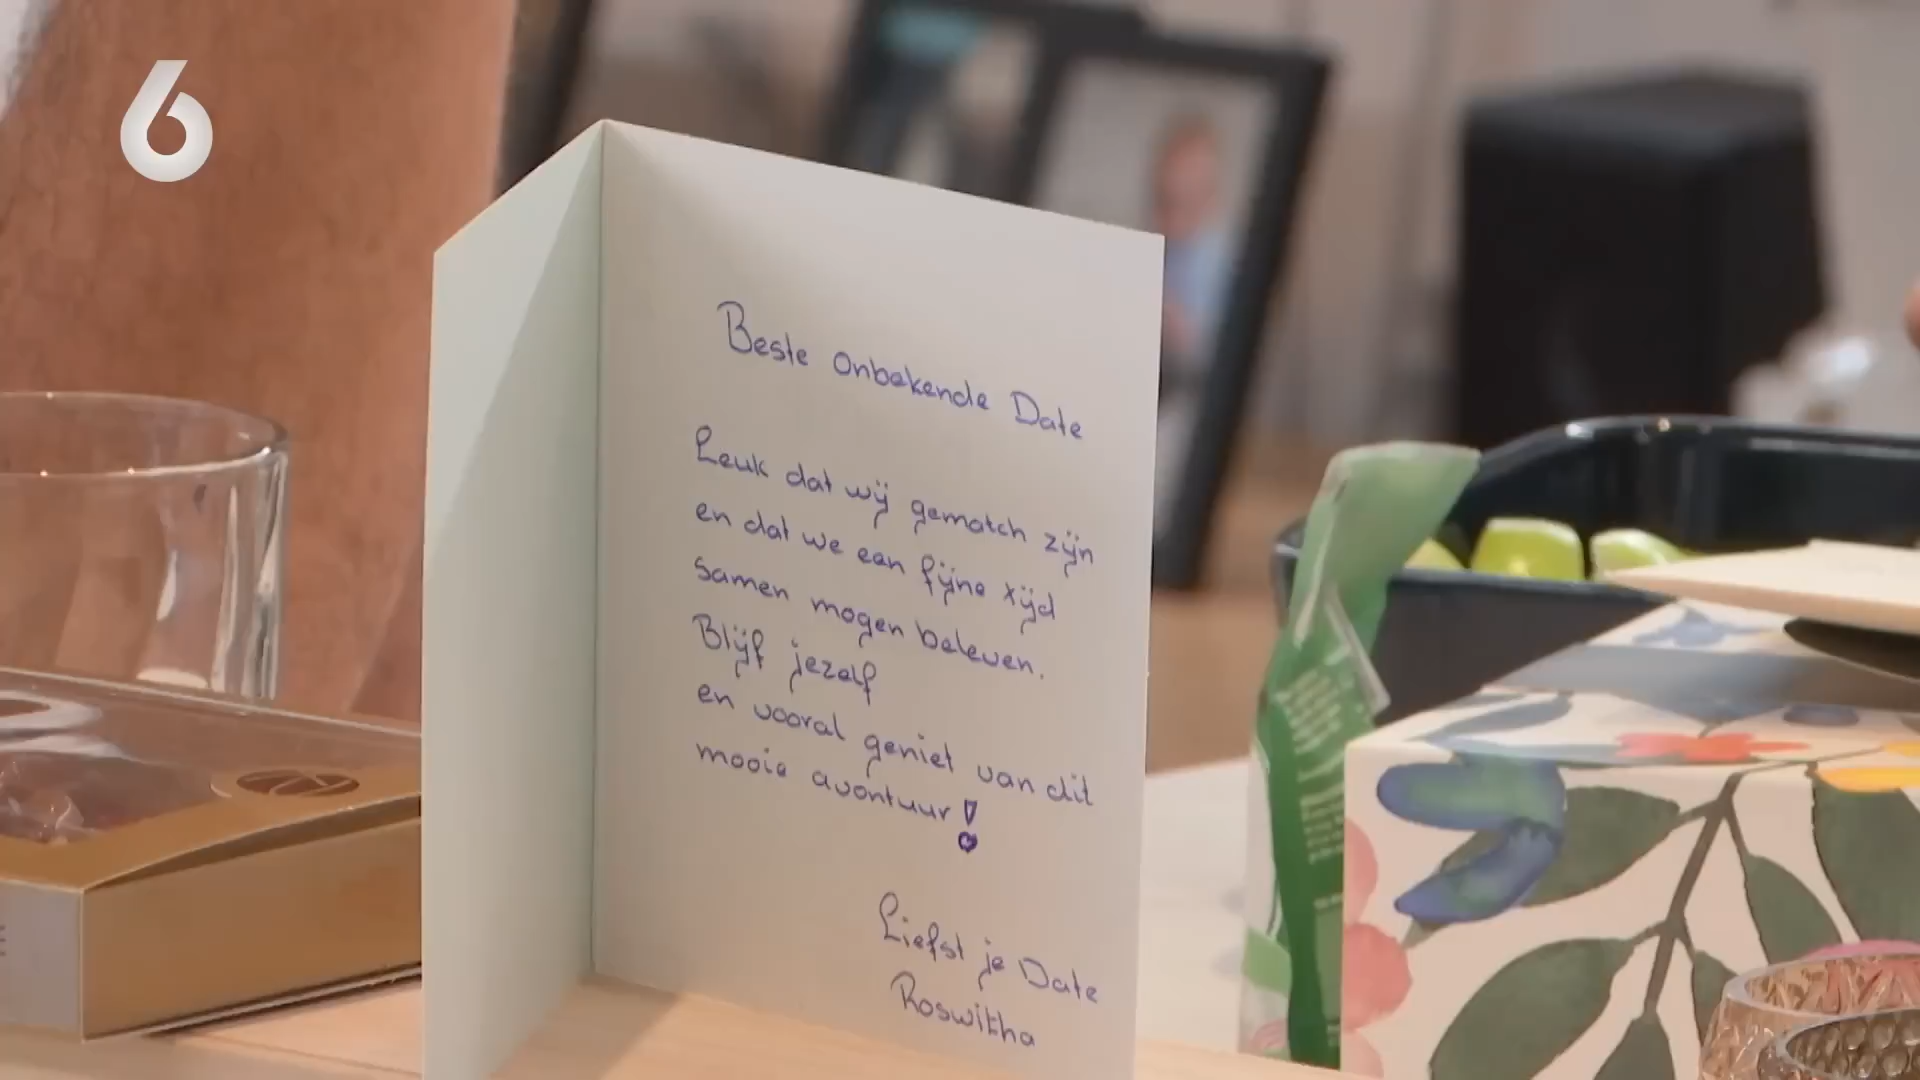 6
Beste onbekende Date
Leuk dat wij gematch zijn
en dat we een fijne tijd
samen mogen beleven.
Blijf jezelf
en vooral geniet van dit
mooie avontuur!
Liefst je Date
Roswitha